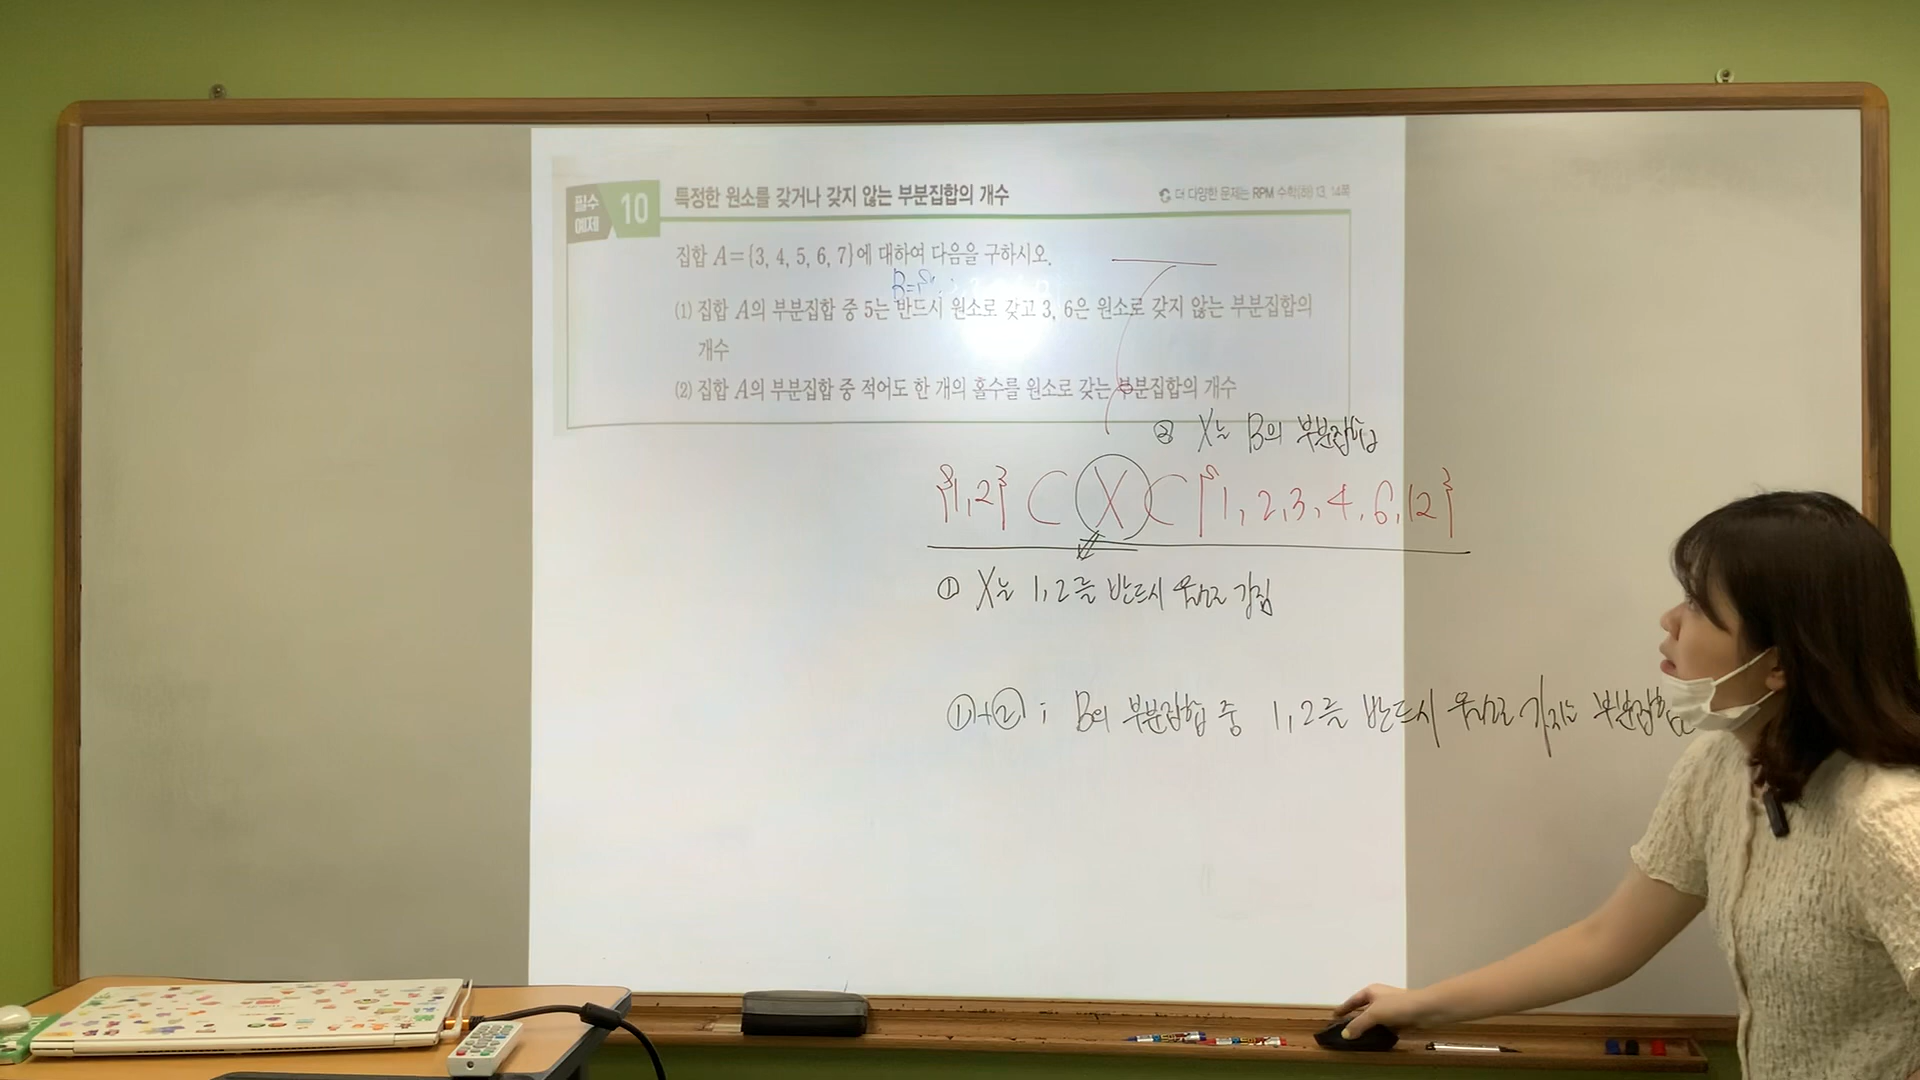 필수 예제 10 특정한 원소를 갖거나 갖지 않는 부분집합의 개수 더 다양한 문제는 RPM 수학(하) 13, 14쪽
집합 A={3, 4, 5, 6, 7}에 대하여 다음을 구하시오.
B={
(1) 집합 A의 부분집합 중 5는 반드시 원소로 갖고 3, 6은 원소로 갖지 않는 부분집합의
개수
(2) 집합 A의 부분집합 중 적어도 한 개의 홀수를 원소로 갖는 부분집합의 개수
② X는 B의 부분집합
{1,2} ⊂ X ⊂ {1, 2, 3, 4, 6, 12}
① X는 1,2를 반드시 원소로 가짐
①+② ; B의 부분집합 중 1,2를 반드시 원소로 가지는 부분집합